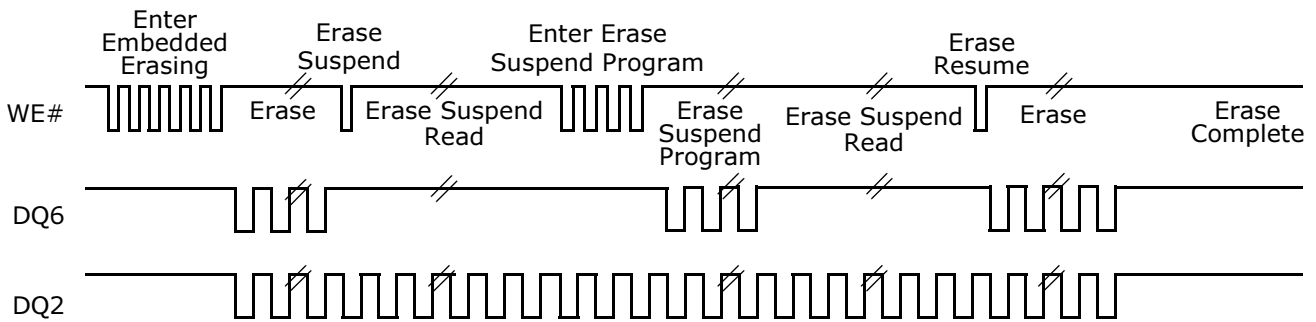 Enter
Embedded
Erasing
Erase
Suspend
Enter Erase
Suspend Program
Erase
Resume
WE#
Erase
Erase Suspend
Read
Erase
Suspend
Program
Erase Suspend
Read
Erase
Erase
Complete
DQ6
DQ2